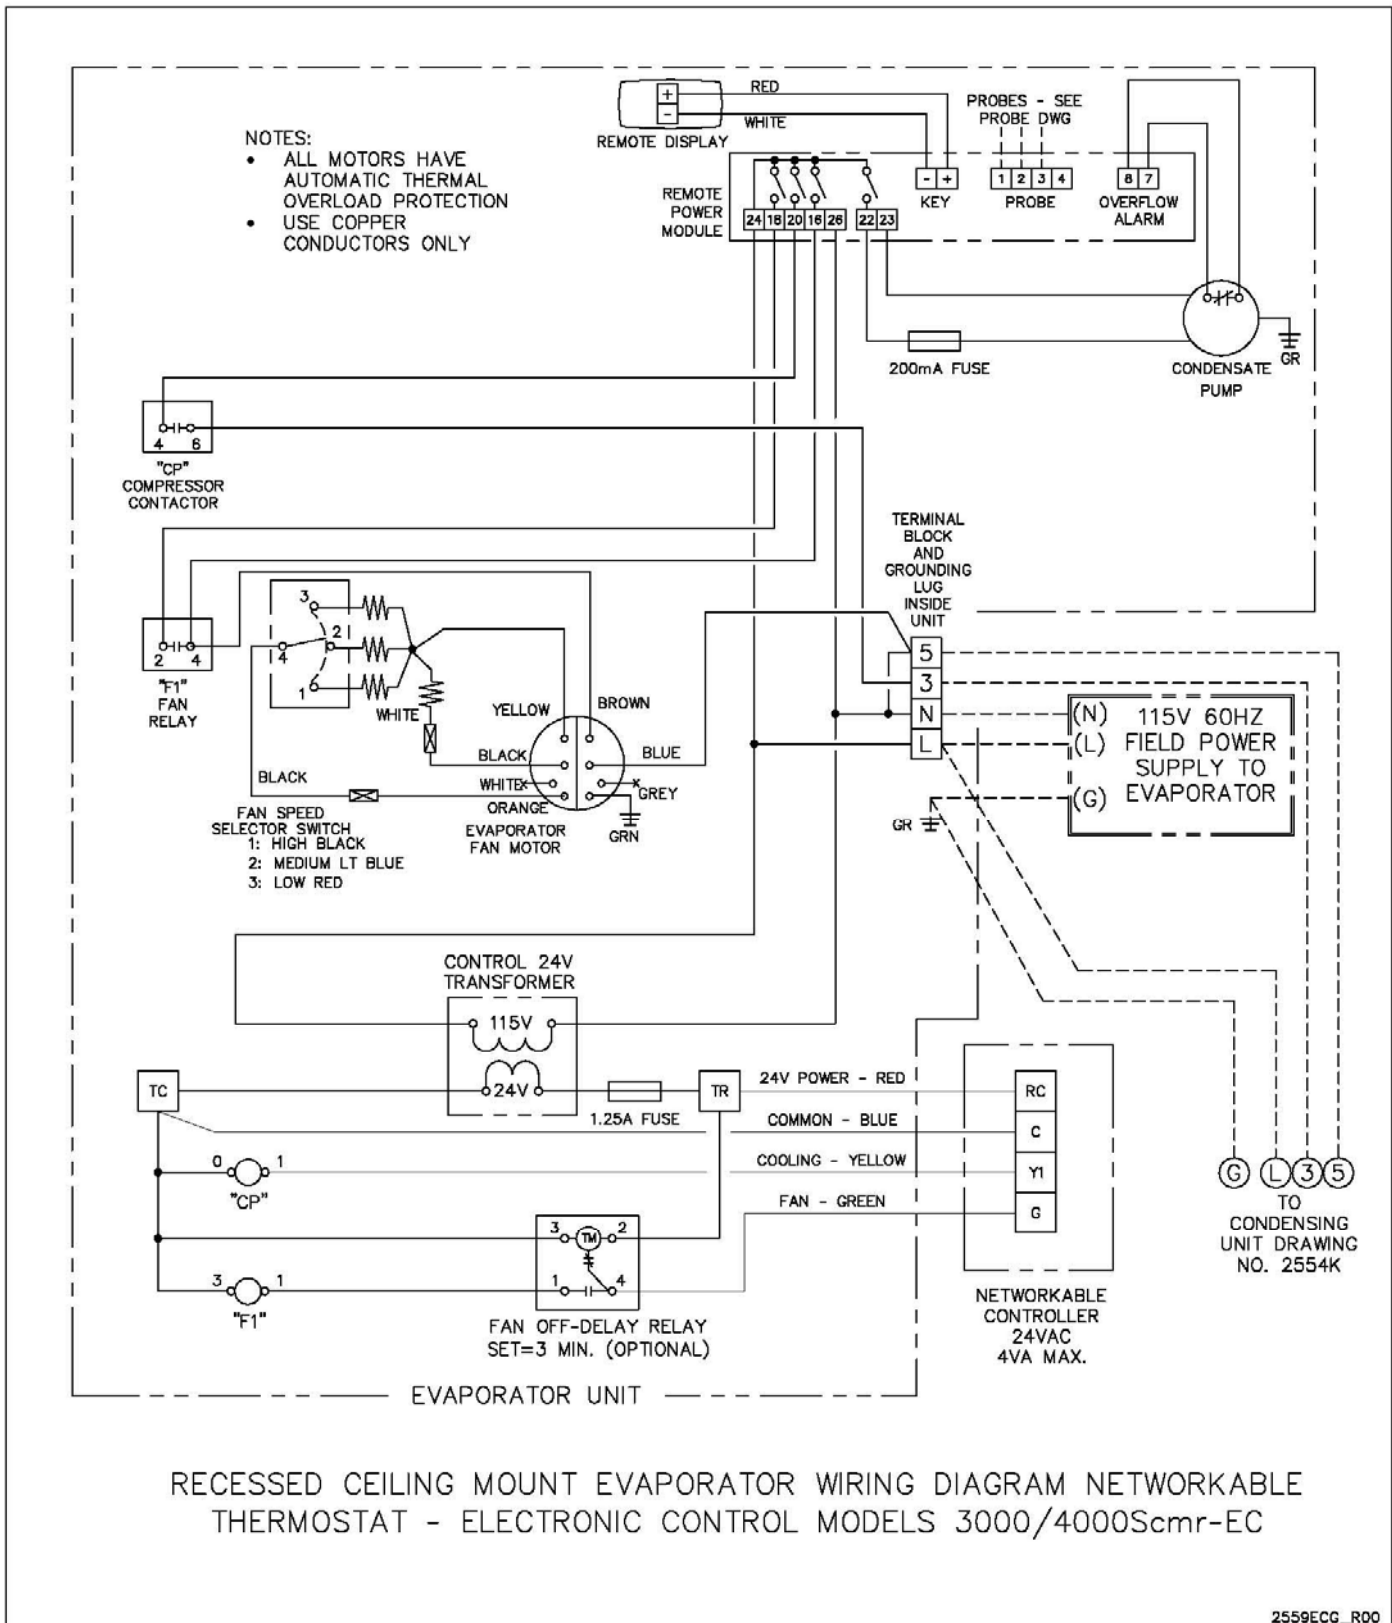 RED
WHITE
REMOTE DISPLAY
+
-
PROBES - SEE
PROBE DWG
NOTES:
• ALL MOTORS HAVE
AUTOMATIC THERMAL
OVERLOAD PROTECTION
• USE COPPER
CONDUCTORS ONLY
REMOTE
POWER
MODULE
24 18 20 16 26 22 23
- +
KEY
1 2 3 4
PROBE
8 7
OVERFLOW
ALARM
200mA FUSE
CONDENSATE
PUMP
GR
4 6
"CP"
COMPRESSOR
CONTACTOR
TERMINAL
BLOCK
AND
GROUNDING
LUG
INSIDE
UNIT
5
3
N
L
2 4
"F1"
FAN
RELAY
3
2
4
1
WHITE
YELLOW
BROWN
BLACK
BLUE
WHITE
GREY
ORANGE
GRN
BLACK
FAN SPEED
SELECTOR SWITCH
1: HIGH BLACK
2: MEDIUM LT BLUE
3: LOW RED
EVAPORATOR
FAN MOTOR
(N)
(L)
(G)
115V 60HZ
FIELD POWER
SUPPLY TO
EVAPORATOR
GR
CONTROL 24V
TRANSFORMER
115V
24V
TC
1.25A FUSE
TR
24V POWER - RED
COMMON - BLUE
COOLING - YELLOW
FAN - GREEN
RC
C
Y1
G
0 1
"CP"
3 TM 2
1 4
3 1
"F1"
FAN OFF-DELAY RELAY
SET=3 MIN. (OPTIONAL)
NETWORKABLE
CONTROLLER
24VAC
4VA MAX.
G L 3 5
TO
CONDENSING
UNIT DRAWING
NO. 2554K
EVAPORATOR UNIT
RECESSED CEILING MOUNT EVAPORATOR WIRING DIAGRAM NETWORKABLE
THERMOSTAT - ELECTRONIC CONTROL MODELS 3000/4000Scmr-EC
2559ECG_R00